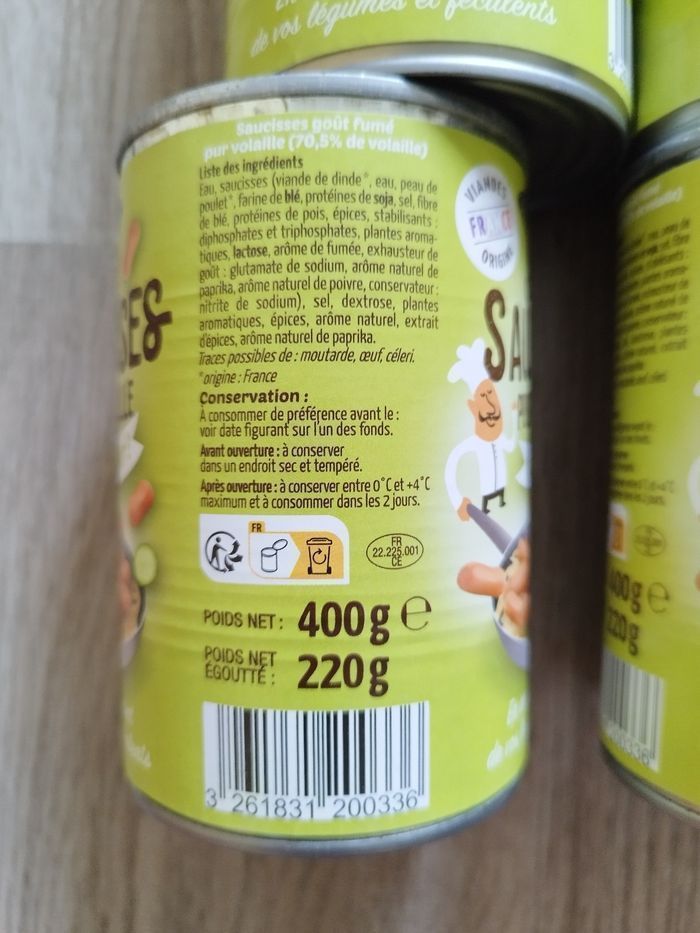 de vos légumes et féculents
Saucisses goût fumé
pur volaille (70,5% de volaille)
Liste des ingrédients
Eau, saucisses (viande de dinde*, eau, peau de
poulet*, farine de blé, protéines de soja, sel, fibre
de blé, protéines de pois, épices, stabilisants :
diphosphates et triphosphates, plantes aroma-
tiques, lactose, arôme de fumée, exhausteur de
goût : glutamate de sodium, arôme naturel de
paprika, arôme naturel de poivre, conservateur :
nitrite de sodium), sel, dextrose, plantes
aromatiques, épices, arôme naturel, extrait
d'épices, arôme naturel de paprika.
Traces possibles de : moutarde, œuf, céleri.
*origine : France
Conservation :
À consommer de préférence avant le :
voir date figurant sur l'un des fonds.
Avant ouverture : à conserver
dans un endroit sec et tempéré.
Après ouverture : à conserver entre 0°C et +4°C
maximum et à consommer dans les 2 jours.
FR
FR
22.225.001
CE
POIDS NET : 400g e
POIDS NET
ÉGOUTTÉ : 220g
3 261831 200336
VIANDES
FRANCE
ORIGINE
SA
400g e
220g